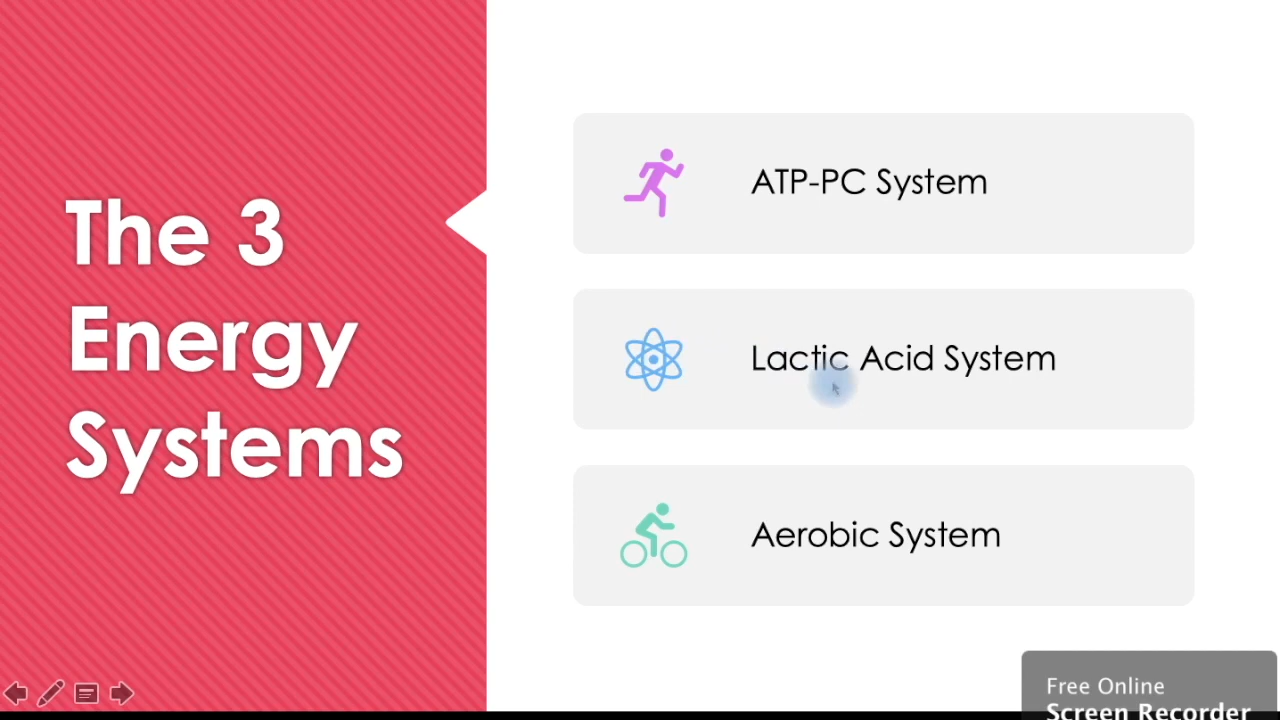 The 3
Energy
Systems
ATP-PC System
Lactic Acid System
Aerobic System
Free Online
Screen Recorder